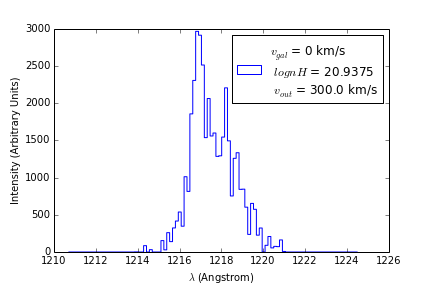 3000
2500
2000
1500
1000
500
0
Intensity (Arbitrary Units)
v_gal = 0 km/s
lognH = 20.9375
v_out = 300.0 km/s
1210 1212 1214 1216 1218 1220 1222 1224 1226
λ (Angstrom)